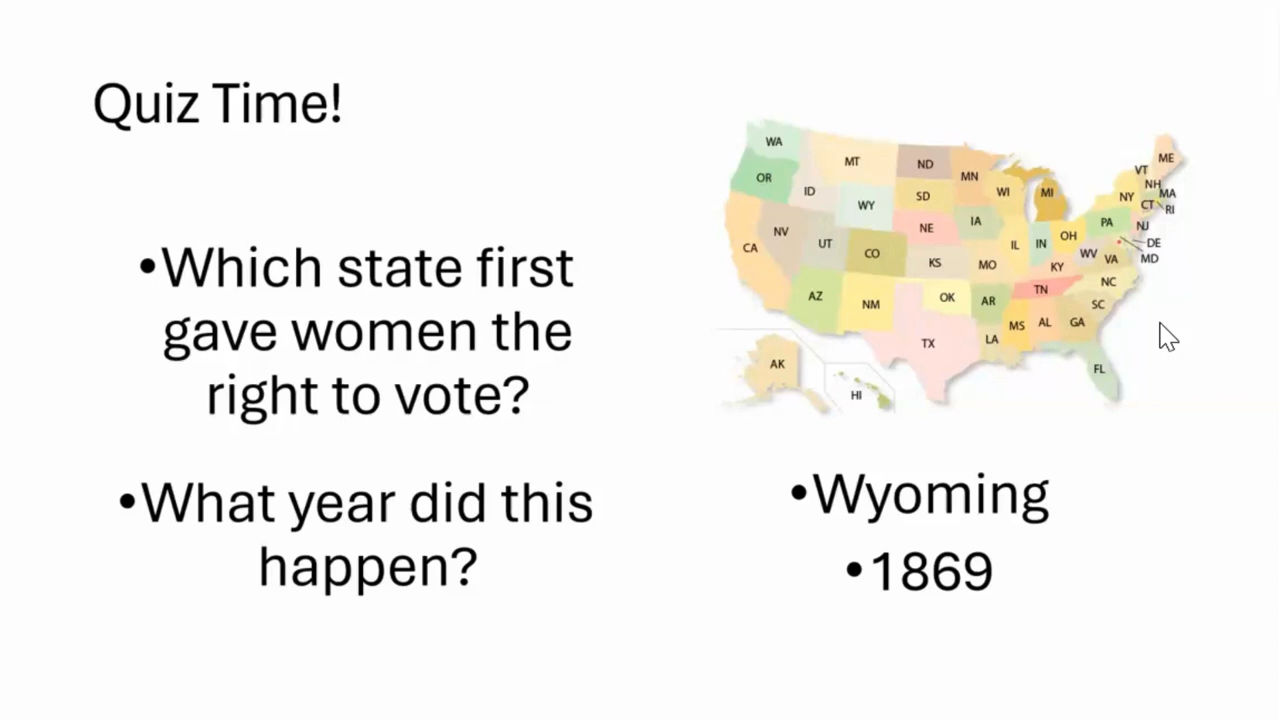 Quiz Time!
•Which state first
gave women the
right to vote?
•What year did this
happen?
WA
MT
ND
MN
OR
ID
WY
SD
WI
MI
NY
VT
NH
ME
MA
CT
RI
NV
UT
CO
NE
IA
IL
IN
OH
PA
NJ
CA
KS
MO
KY
WV
VA
DE
MD
AZ
NM
OK
AR
TN
NC
SC
TX
LA
MS
AL
GA
FL
AK
HI
•Wyoming
•1869